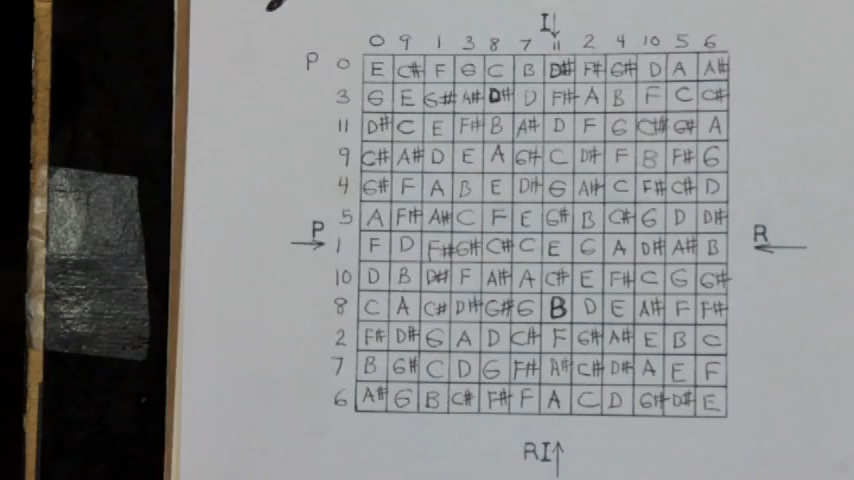 I↓
0 9 1 3 8 7 11 2 4 10 5 6
P 0 E C# F G C B D# F# G# D A A#
3 G E G# A# D# D F# A B F C C#
11 D# C E F# B A# D F G C# G# A
9 C# A# D E A G# C D# F B F# G
4 G# F A B E D# G A# C F# C# D
5 A F# A# C F E G# B C# G D D#
P → 1 F D F# G# C# C E G A D# A# B R ←
10 D B D# F A# A C# E F# C G G#
8 C A C# D# G# G B D E A# F F#
2 F# D# G A D C# F G# A# E B C
7 B G# C D G F# A# C# D# A E F
6 A# G B C# F# F A C D G# D# E
RI↑